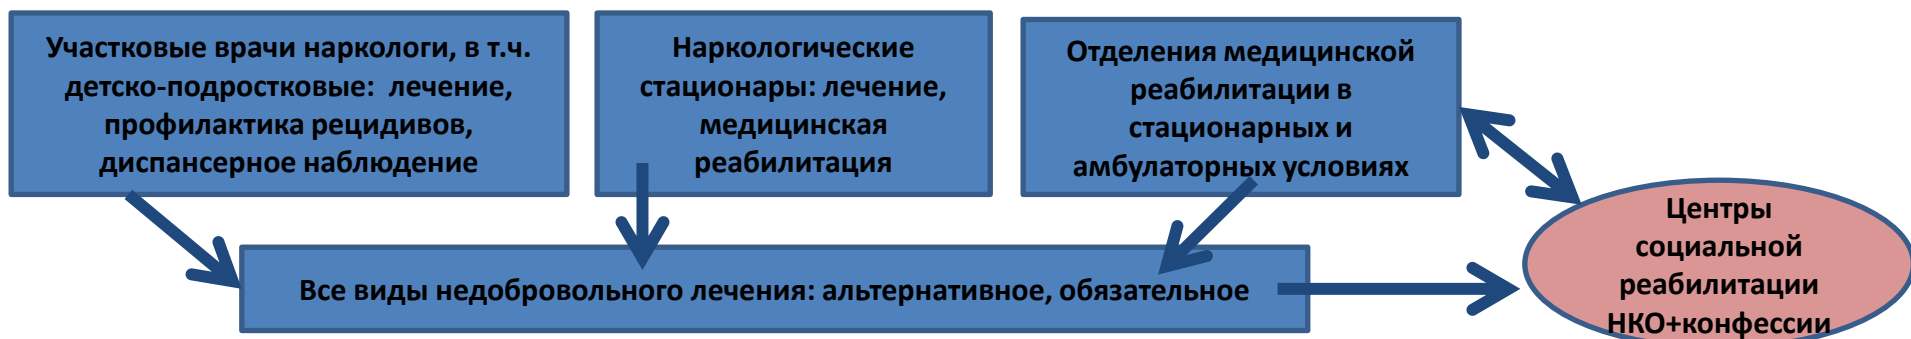 Участковые врачи наркологи, в т.ч.
детско-подростковые:  лечение,
профилактика рецидивов,
диспансерное наблюдение
Наркологические
стационары: лечение,
медицинская
реабилитация
Отделения медицинской
реабилитации в
стационарных и
амбулаторных условиях
Все виды недобровольного лечения: альтернативное, обязательное
Центры
социальной
реабилитации
НКО+конфессии